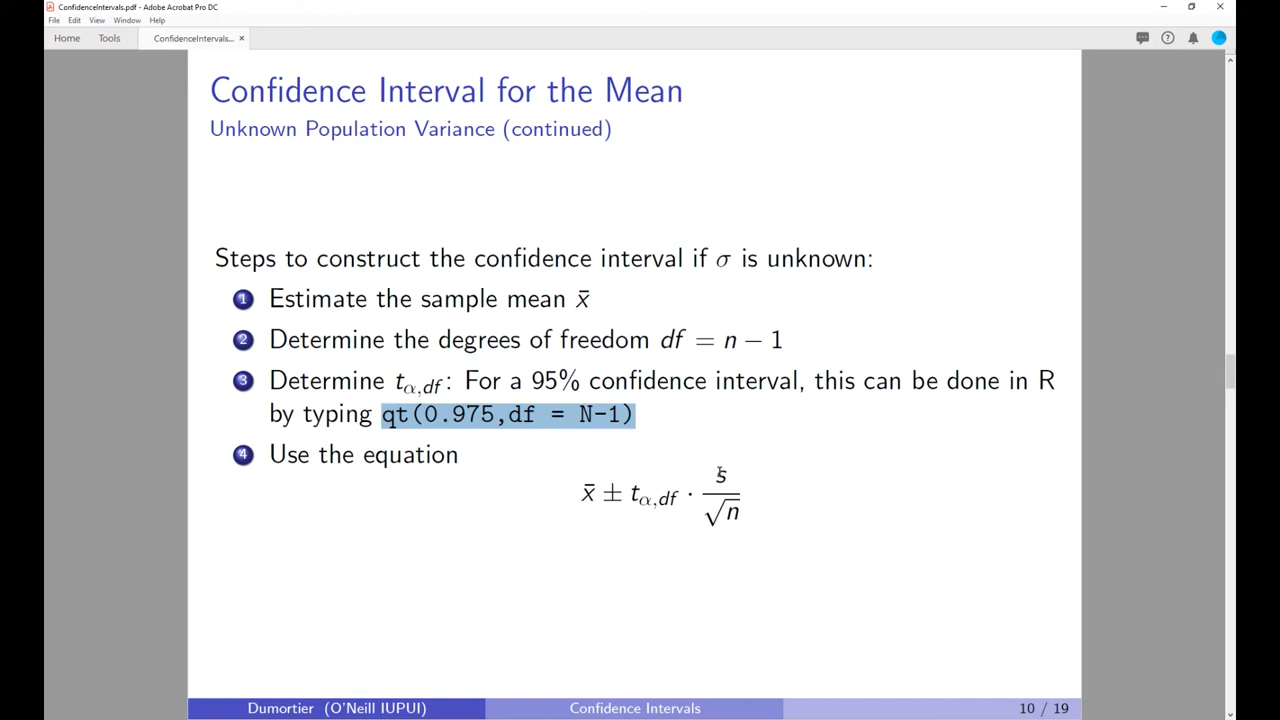 ConfidenceIntervals.pdf - Adobe Acrobat Pro DC
File Edit View Window Help
Home Tools ConfidenceIntervals... ×
Confidence Interval for the Mean
Unknown Population Variance (continued)
Steps to construct the confidence interval if σ is unknown:
1 Estimate the sample mean x̄
2 Determine the degrees of freedom df = n − 1
3 Determine t_{α,df}: For a 95% confidence interval, this can be done in R
by typing qt(0.975,df = N-1)
4 Use the equation
x̄ ± t_{α,df} · s/√n
Dumortier (O'Neill IUPUI) Confidence Intervals 10 / 19